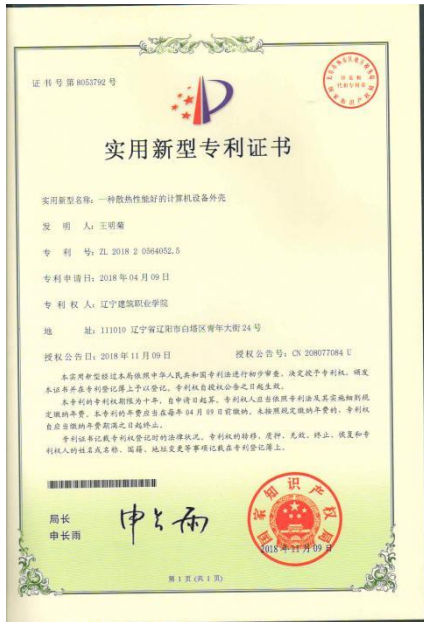 证书号第8053792号
实用新型专利证书
实用新型名称：一种散热性能好的计算机设备外壳
发 明 人：王明菊
专 利 号：ZL 2018 2 0564052.5
专利申请日：2018年04月09日
专 利 权 人：辽宁建筑职业学院
地 址：111010 辽宁省辽阳市白塔区青年大街24号
授权公告日：2018年11月09日 授权公告号：CN 208077084 U
本实用新型经过本局依照中华人民共和国专利法进行初步审查，决定授予专利权，颁发
本证书并在专利登记簿上予以登记。专利权自授权公告之日起生效。
本专利的专利权期限为十年，自申请日起算。专利权人应当依照专利法及其实施细则规
定缴纳年费。本专利的年费应当在每年04月09日前缴纳。未按照规定缴纳年费的，专利权
自应当缴纳年费期满之日起终止。
专利证书记载专利权登记时的法律状况。专利权的转移、质押、无效、终止、恢复和专
利权人的姓名或名称、国籍、地址变更等事项记载在专利登记簿上。
局长
申长雨
申长雨
国家知识产权局
2018年11月09日
第1页(共1页)